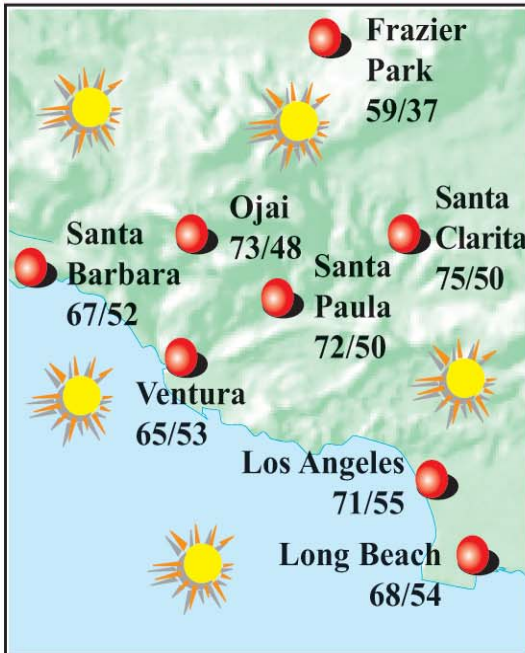 Frazier
Park
59/37
Ojai
73/48
Santa
Clarita
75/50
Santa
Barbara
67/52
Santa
Paula
72/50
Ventura
65/53
Los Angeles
71/55
Long Beach
68/54